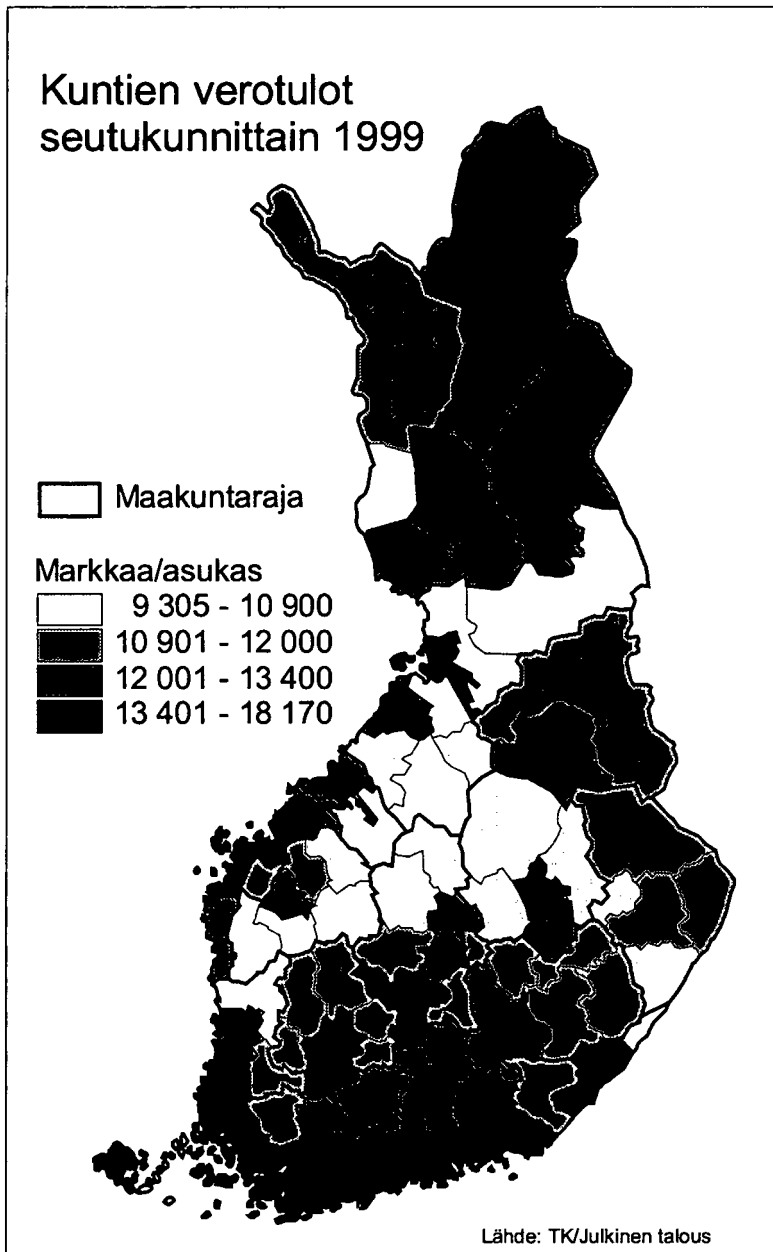 Kuntien verotulot
seutukunnittain 1999
Maakuntaraja
Markkaa/asukas
9 305 - 10 900
10 901 - 12 000
12 001 - 13 400
13 401 - 18 170
Lähde: TK/Julkinen talous